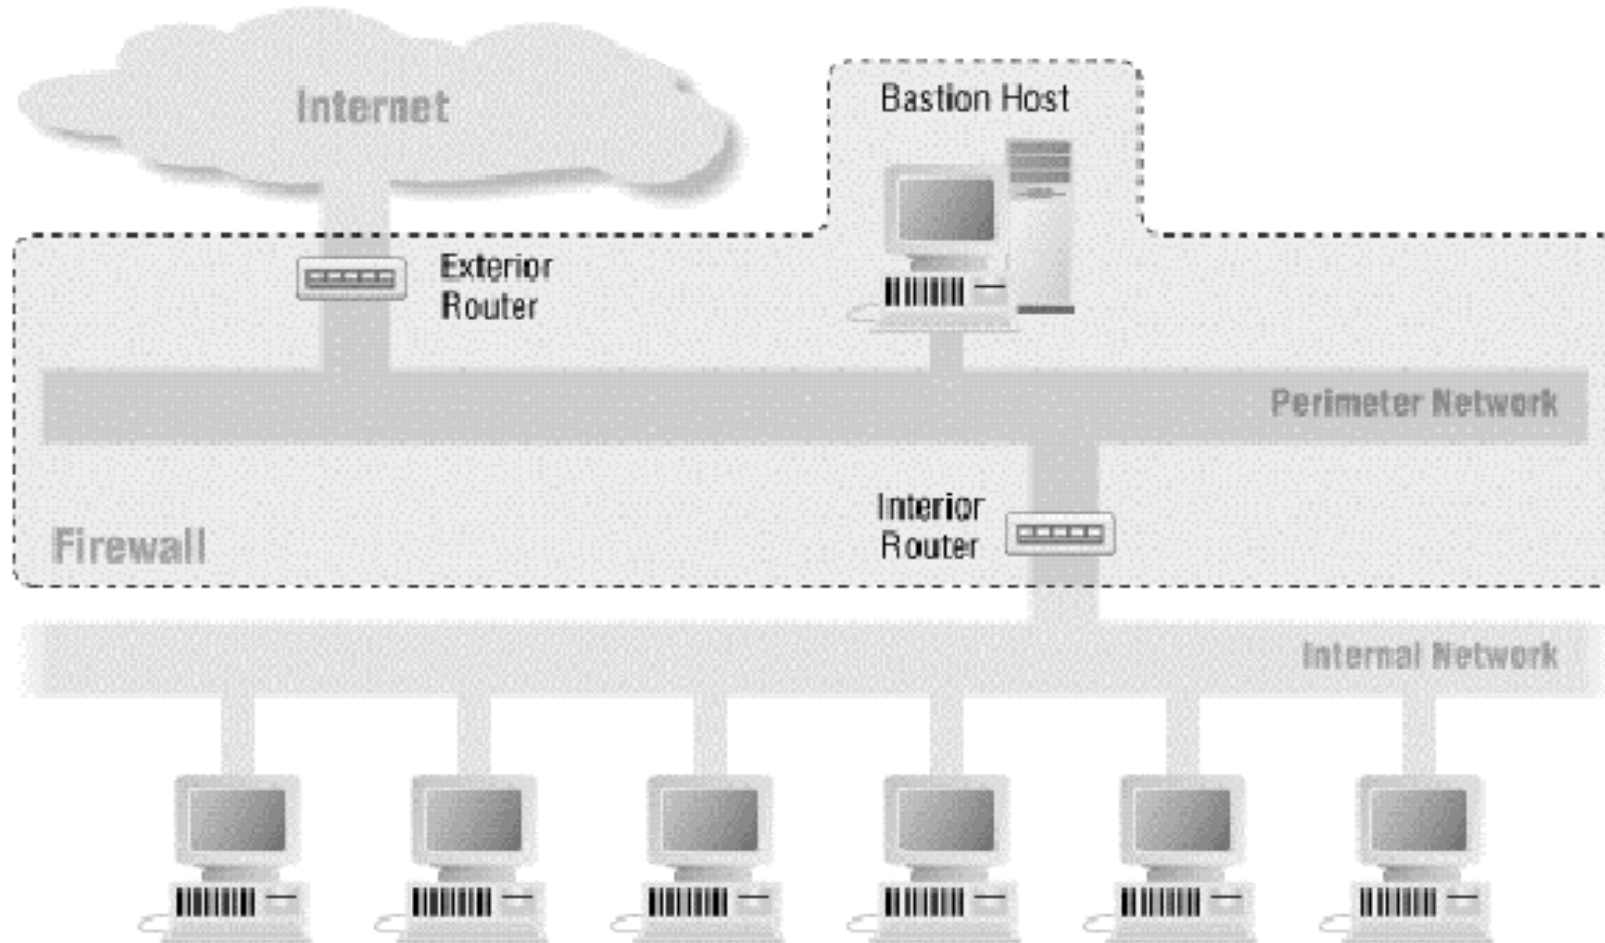 Internet
Bastion Host
Exterior
Router
Perimeter Network
Interior
Router
Firewall
Internal Network